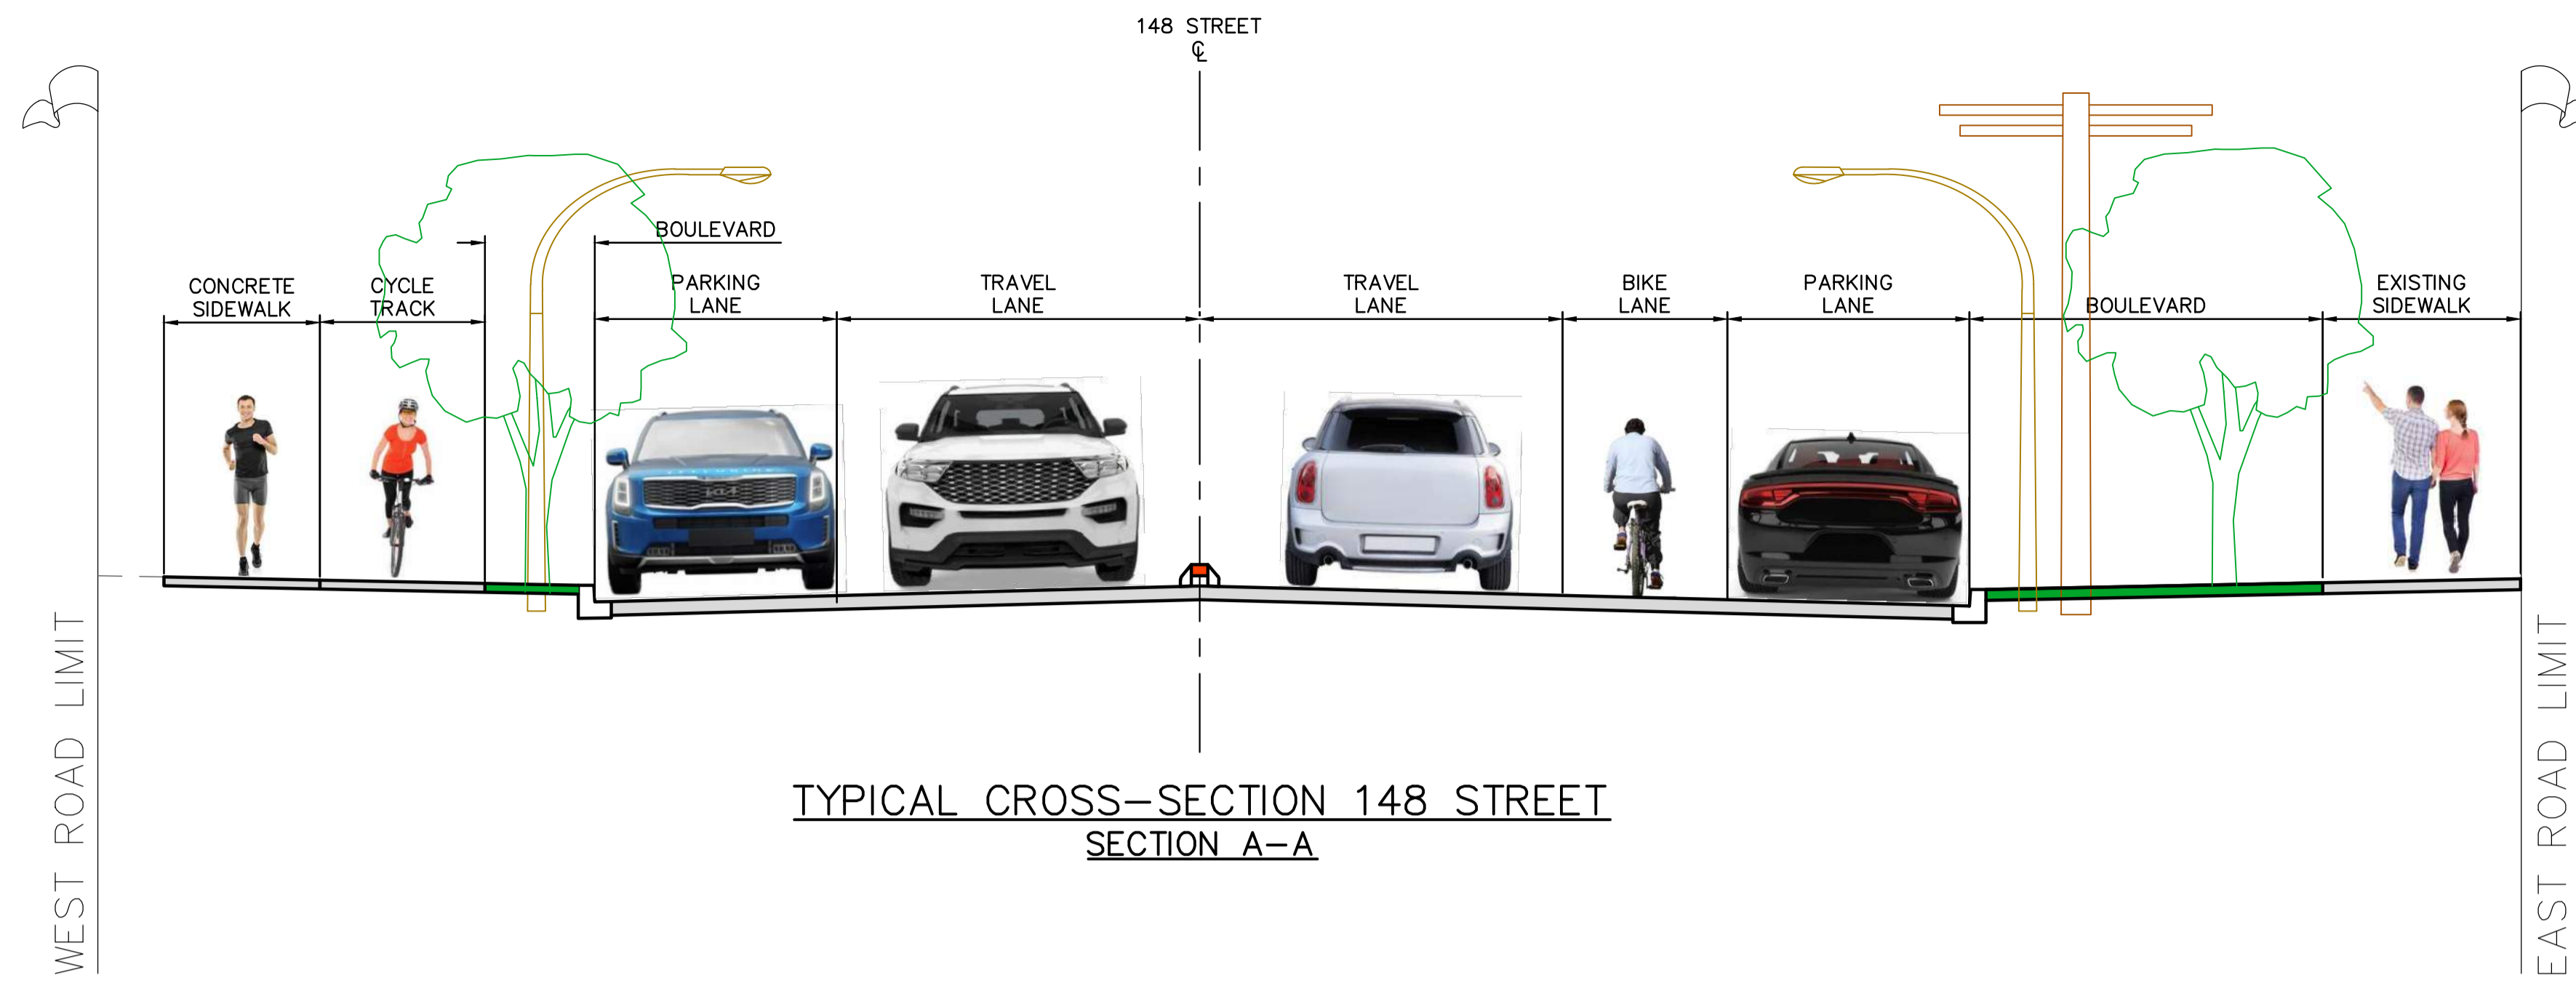 148 STREET
℄
BOULEVARD
CONCRETE
SIDEWALK
CYCLE
TRACK
PARKING
LANE
TRAVEL
LANE
TRAVEL
LANE
BIKE
LANE
PARKING
LANE
BOULEVARD
EXISTING
SIDEWALK
KIA
WEST ROAD LIMIT
EAST ROAD LIMIT
TYPICAL CROSS-SECTION 148 STREET
SECTION A-A